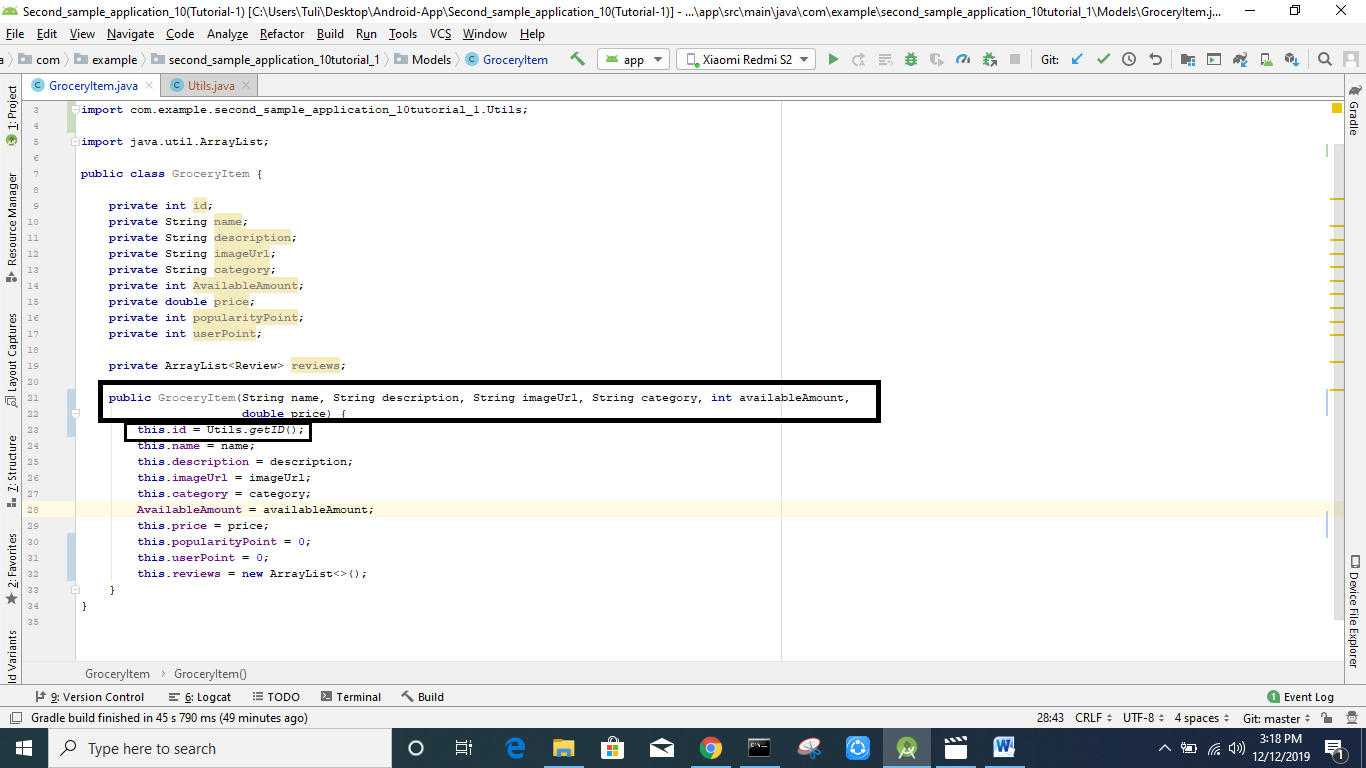 Second_sample_application_10(Tutorial-1) [C:\Users\Tuli\Desktop\Android-App\Second_sample_application_10(Tutorial-1)] - ...\app\src\main\java\com\example\second_sample_application_10tutorial_1\Models\GroceryItem.j...
File Edit View Navigate Code Analyze Refactor Build Run Tools VCS Window Help
a com example second_sample_application_10tutorial_1 Models GroceryItem app Xiaomi Redmi S2 Git:
GroceryItem.java Utils.java
1: Project
Resource Manager
Layout Captures
7: Structure
2: Favorites
ld Variants
3 import com.example.second_sample_application_10tutorial_1.Utils;
4
5 import java.util.ArrayList;
6
7 public class GroceryItem {
8
9 private int id;
10 private String name;
11 private String description;
12 private String imageUrl;
13 private String category;
14 private int AvailableAmount;
15 private double price;
16 private int popularityPoint;
17 private int userPoint;
18
19 private ArrayList<Review> reviews;
20
21 public GroceryItem(String name, String description, String imageUrl, String category, int availableAmount,
22 double price) {
23 this.id = Utils.getID();
24 this.name = name;
25 this.description = description;
26 this.imageUrl = imageUrl;
27 this.category = category;
28 AvailableAmount = availableAmount;
29 this.price = price;
30 this.popularityPoint = 0;
31 this.userPoint = 0;
32 this.reviews = new ArrayList<>();
33 }
34 }
35
Gradle
Device File Explorer
GroceryItem GroceryItem()
9: Version Control 6: Logcat TODO Terminal Build 1 Event Log
Gradle build finished in 45 s 790 ms (49 minutes ago) 28:43 CRLF UTF-8 4 spaces Git: master
Type here to search
3:18 PM
12/12/2019
1